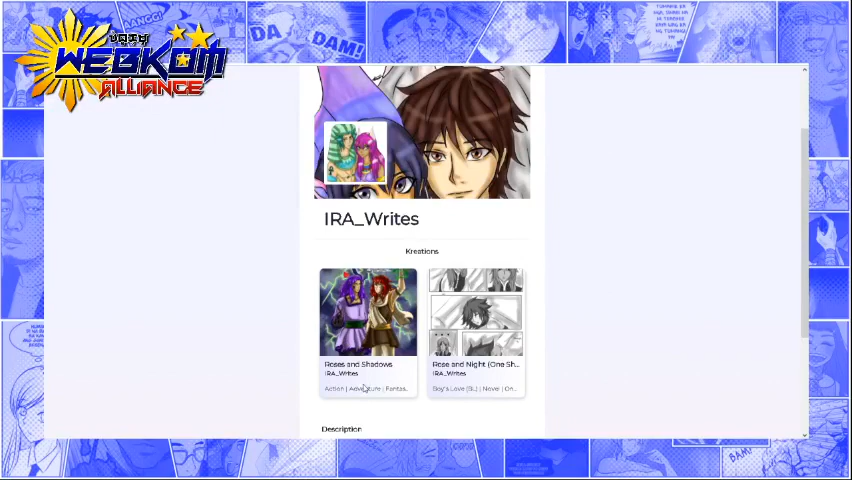 WEBKOM
ALLIANCE
AANGG!
DA
DAM!
IRA_Writes
Kreations
Roses and Shadows
IRA_Writes
Action | Adventure | Fantas..
Rose and Night (One Sh...
IRA_Writes
Boy's Love (BL) | Novel | On...
Description